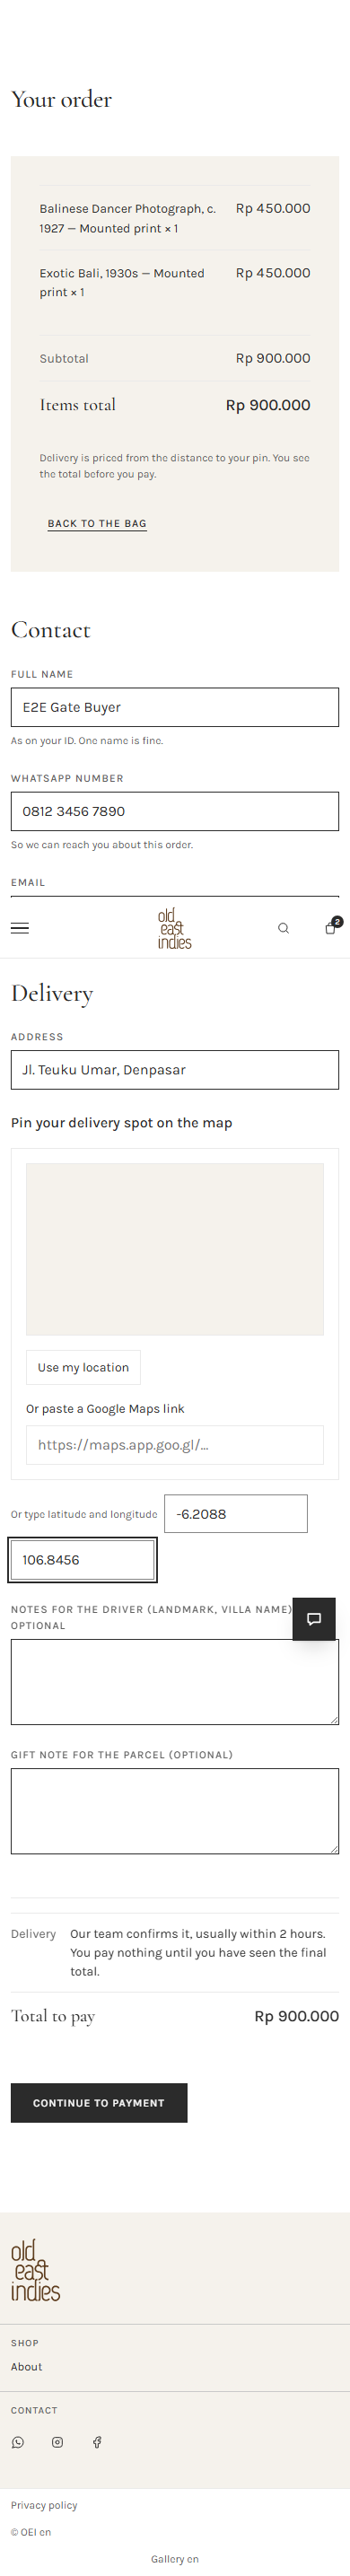 Your order
Balinese Dancer Photograph, c. Rp 450.000
1927 — Mounted print × 1
Exotic Bali, 1930s — Mounted Rp 450.000
print × 1
Subtotal Rp 900.000
Items total Rp 900.000
Delivery is priced from the distance to your pin. You see
the total before you pay.
BACK TO THE BAG
Contact
FULL NAME
E2E Gate Buyer
As on your ID. One name is fine.
WHATSAPP NUMBER
0812 3456 7890
So we can reach you about this order.
EMAIL
old
east
indies
2
Delivery
ADDRESS
Jl. Teuku Umar, Denpasar
Pin your delivery spot on the map
Use my location
Or paste a Google Maps link
https://maps.app.goo.gl/...
Or type latitude and longitude -6.2088
106.8456
NOTES FOR THE DRIVER (LANDMARK, VILLA NAME)
OPTIONAL
GIFT NOTE FOR THE PARCEL (OPTIONAL)
Delivery Our team confirms it, usually within 2 hours.
You pay nothing until you have seen the final
total.
Total to pay Rp 900.000
CONTINUE TO PAYMENT
old
east
indies
SHOP
About
CONTACT
Privacy policy
© OEI en
Gallery en